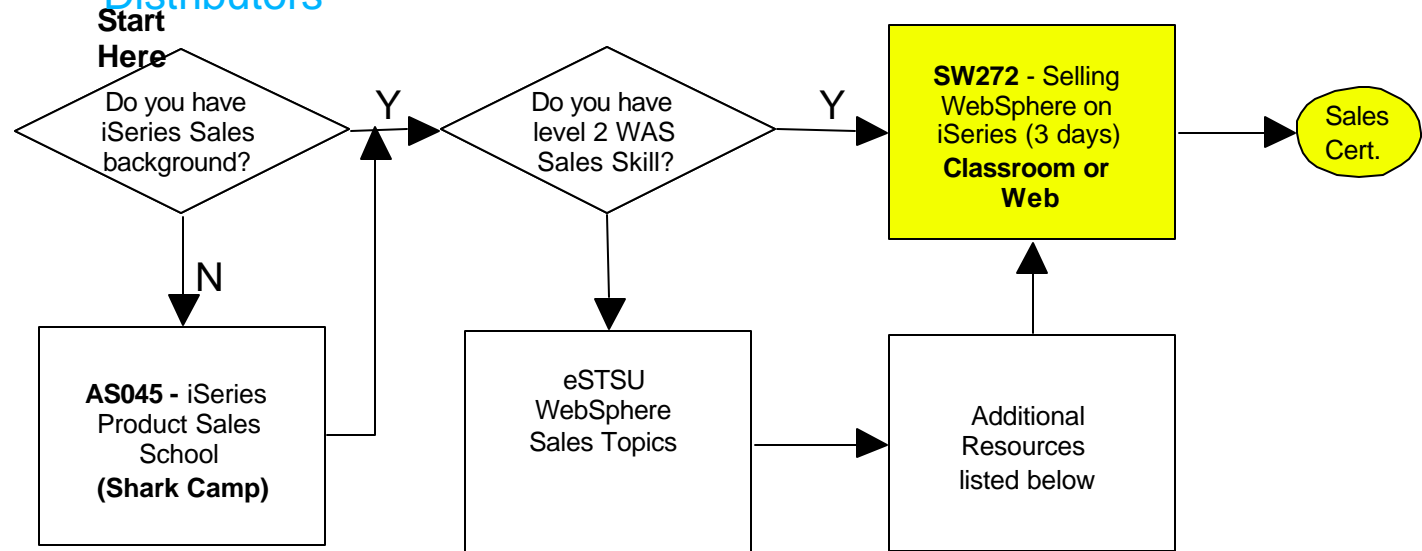 Distributors
Start
Here
Do you have
iSeries Sales
background?
Y
N
AS045 - iSeries
Product Sales
School
(Shark Camp)
Do you have
level 2 WAS
Sales Skill?
Y
eSTSU
WebSphere
Sales Topics
Additional
Resources
listed below
SW272 - Selling
WebSphere on
iSeries (3 days)
Classroom or
Web
Sales
Cert.